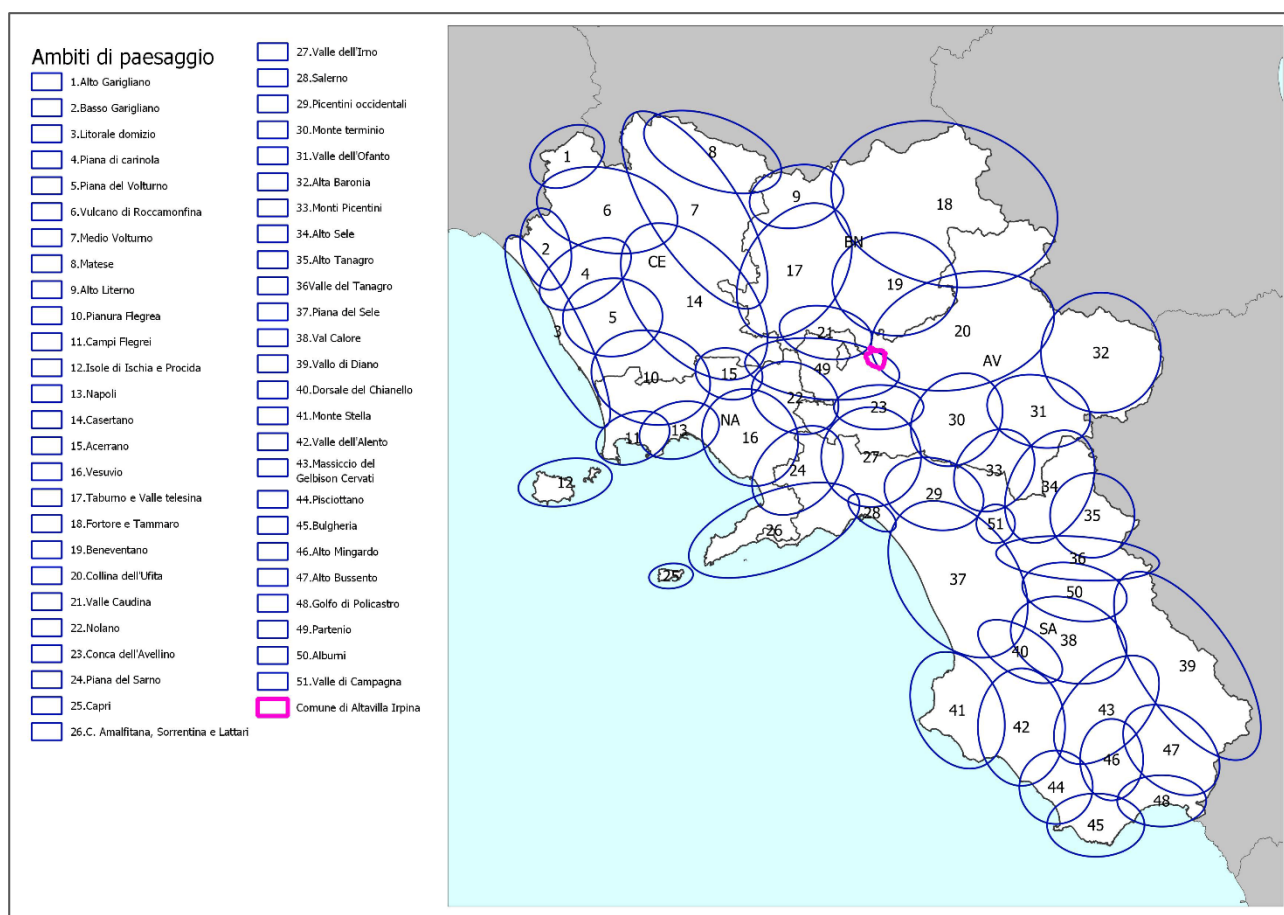 Ambiti di paesaggio
1.Alto Garigliano
2.Basso Garigliano
3.Litorale domizio
4.Piana di carinola
5.Piana del Volturno
6.Vulcano di Roccamonfina
7.Medio Volturno
8.Matese
9.Alto Literno
10.Pianura Flegrea
11.Campi Flegrei
12.Isole di Ischia e Procida
13.Napoli
14.Casertano
15.Acerrano
16.Vesuvio
17.Taburno e Valle telesina
18.Fortore e Tammaro
19.Beneventano
20.Collina dell'Ufita
21.Valle Caudina
22.Nolano
23.Conca dell'Avellino
24.Piana del Sarno
25.Capri
26.C. Amalfitana, Sorrentina e Lattari
27.Valle dell'Irno
28.Salerno
29.Picentini occidentali
30.Monte terminio
31.Valle dell'Ofanto
32.Alta Baronia
33.Monti Picentini
34.Alto Sele
35.Alto Tanagro
36Valle del Tanagro
37.Piana del Sele
38.Val Calore
39.Vallo di Diano
40.Dorsale del Chianello
41.Monte Stella
42.Valle dell'Alento
43.Massiccio del
Gelbison Cervati
44.Pisciottano
45.Bulgheria
46.Alto Mingardo
47.Alto Bussento
48.Golfo di Policastro
49.Partenio
50.Alburni
51.Valle di Campagna
Comune di Altavilla Irpina
1
8
9
18
6
7
2
BN
CE
17
4
19
14
5
3
21
20
32
AV
49
10
15
22
23
31
NA
30
11
13
16
27
24
33
12
34
29
28
35
51
26
36
25
37
50
SA
38
40
39
41
42
43
47
46
44
48
45